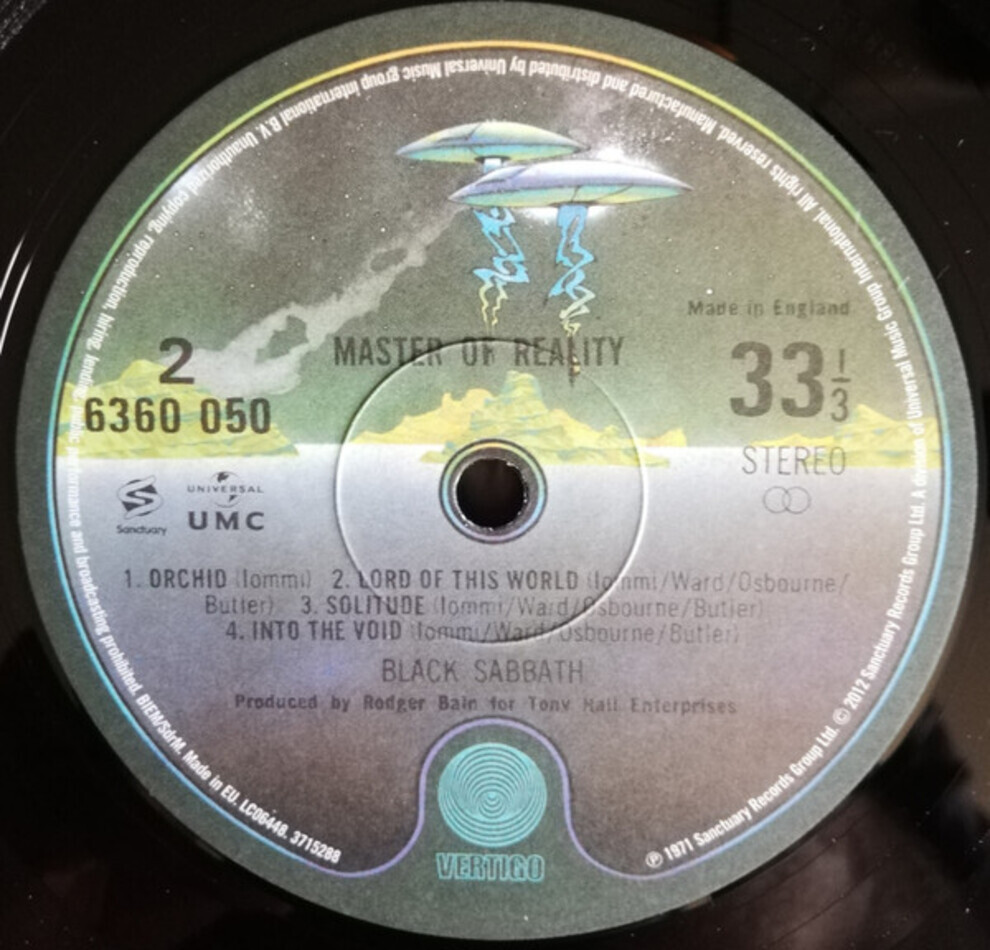 Made in England
MASTER OF REALITY
2
33 1/3
6360 050
STEREO
Sanctuary
UNIVERSAL
UMC
1. ORCHID (Iommi) 2. LORD OF THIS WORLD (Iommi/Ward/Osbourne/
Butler) 3. SOLITUDE (Iommi/Ward/Osbourne/Butler)
4. INTO THE VOID (Iommi/Ward/Osbourne/Butler)
BLACK SABBATH
Produced by Rodger Bain for Tony Hall Enterprises
VERTIGO
℗ 1971 Sanctuary Records Group Ltd. © 2012 Sanctuary Records Group Ltd. A division of Universal Music Group International. All rights reserved. Manufactured and distributed by Universal Music group international B.V. Unauthorized copying, reproduction, hiring, lending, public performance and broadcasting prohibited. BIEM/SdrM. Made in EU. LC06448. 3715288